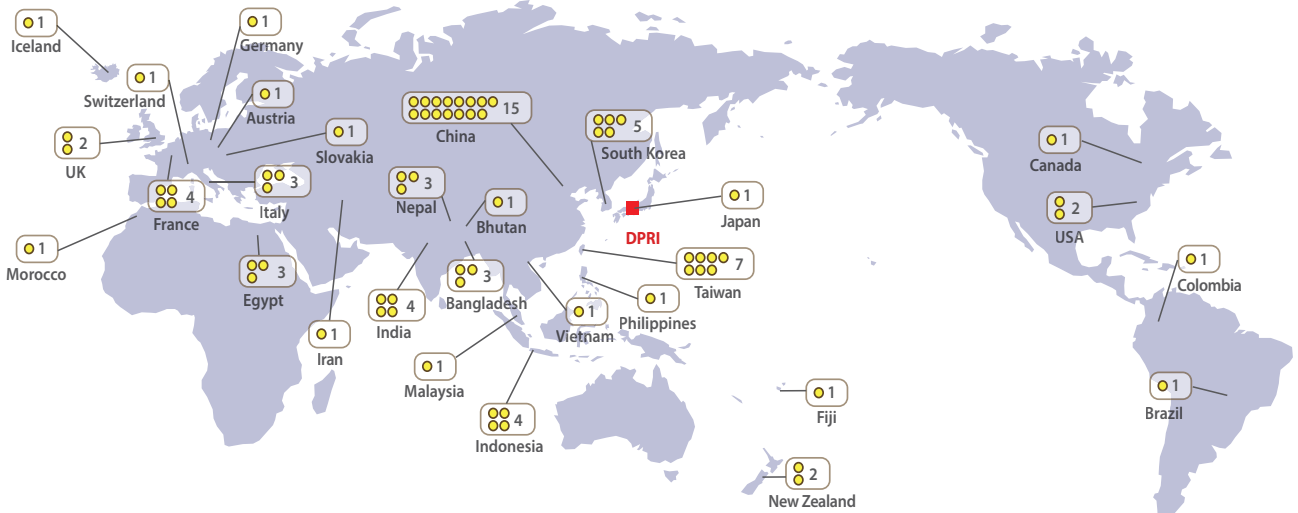 1
Iceland
1
Germany
1
Switzerland
1
Austria
15
China
5
South Korea
1
Slovakia
2
UK
1
Canada
3
Italy
4
France
3
Nepal
1
Bhutan
1
Japan
DPRI
2
USA
1
Morocco
3
Egypt
3
Bangladesh
7
Taiwan
1
Colombia
4
India
1
Vietnam
1
Philippines
1
Iran
1
Malaysia
4
Indonesia
1
Fiji
1
Brazil
2
New Zealand